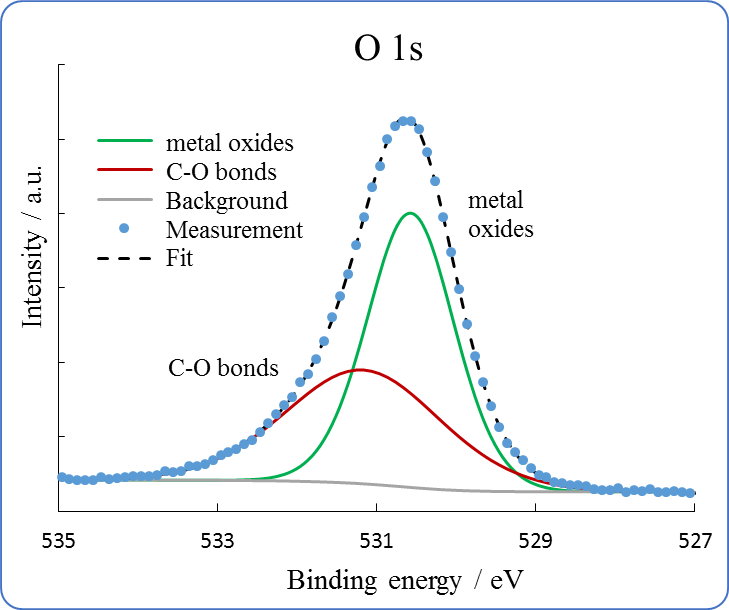 O 1s
metal oxides
C-O bonds
Background
Measurement
Fit
metal
oxides
C-O bonds
Intensity / a.u.
535 533 531 529 527
Binding energy / eV